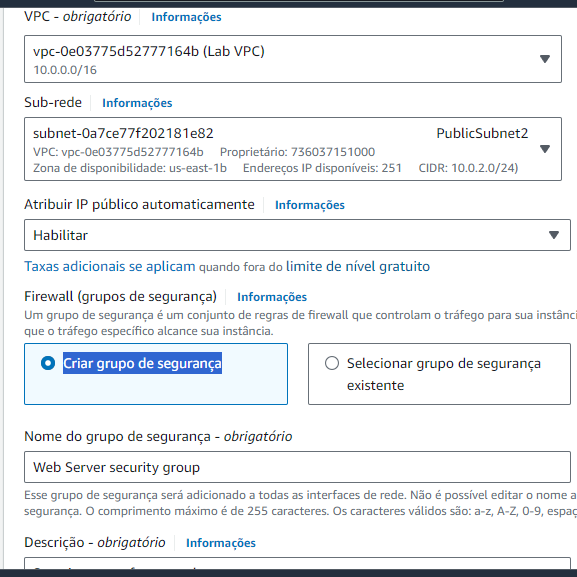 VPC - obrigatório Informações
vpc-0e03775d52777164b (Lab VPC)
10.0.0.0/16
Sub-rede Informações
subnet-0a7ce77f202181e82 PublicSubnet2
VPC: vpc-0e03775d52777164b Proprietário: 736037151000
Zona de disponibilidade: us-east-1b Endereços IP disponíveis: 251 CIDR: 10.0.2.0/24)
Atribuir IP público automaticamente Informações
Habilitar
Taxas adicionais se aplicam quando fora do limite de nível gratuito
Firewall (grupos de segurança) Informações
Um grupo de segurança é um conjunto de regras de firewall que controlam o tráfego para sua
que o tráfego específico alcance sua instância.
Criar grupo de segurança
Selecionar grupo de segurança
existente
Nome do grupo de segurança - obrigatório
Web Server security group
Esse grupo de segurança será adicionado a todas as interfaces de rede. Não é possível editar o nome a
segurança. O comprimento máximo é de 255 caracteres. Os caracteres válidos são: a-z, A-Z, 0-9,
Descrição - obrigatório Informações